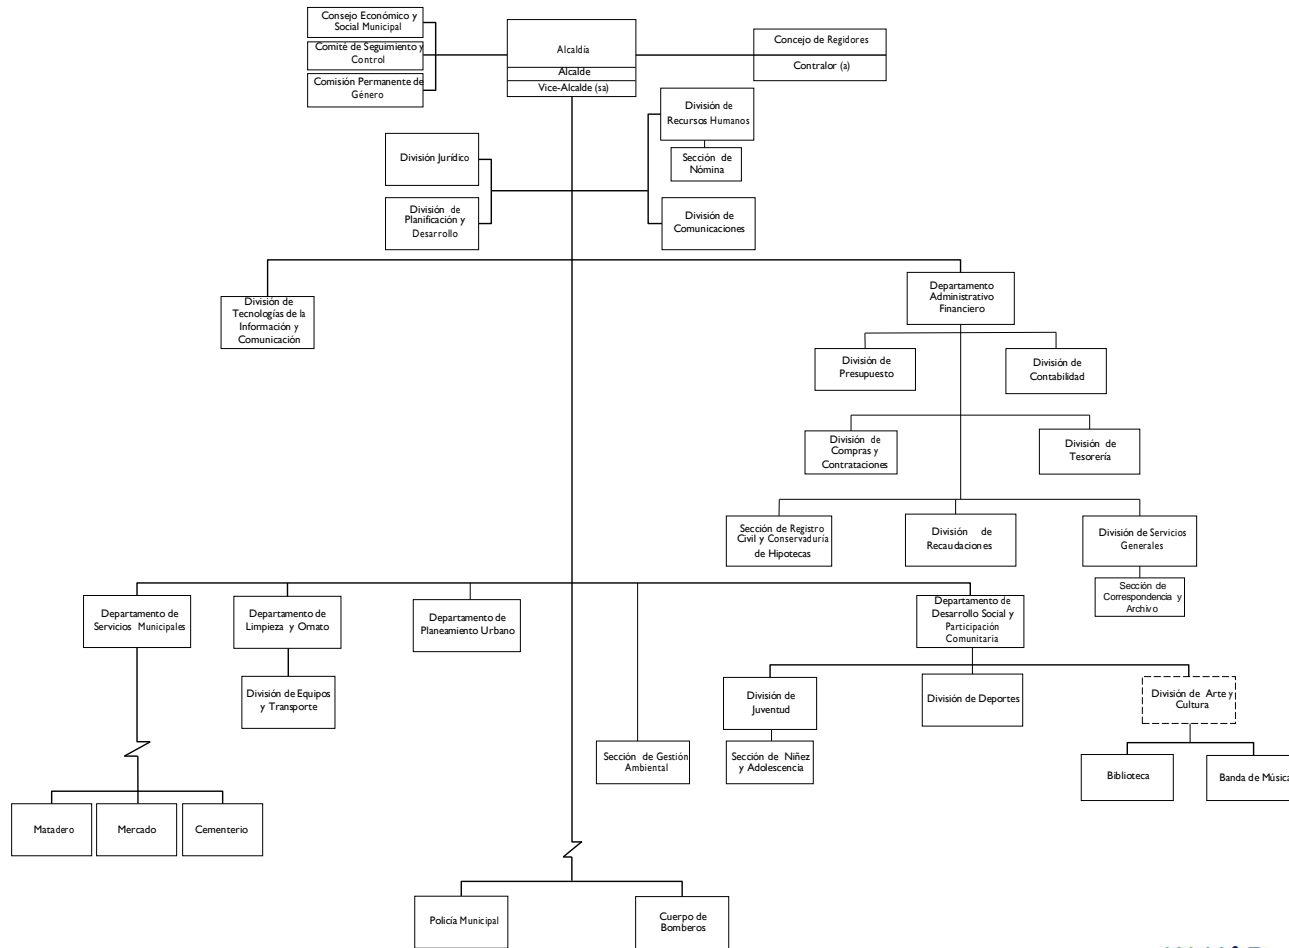 Consejo Económico y
Social Municipal
Comité de Seguimiento y
Control
Comisión Permanente de
Género
Alcaldía
Alcalde
Vice-Alcalde (sa)
Concejo de Regidores
Contralor (a)
División de
Recursos Humanos
Sección de
Nómina
División Jurídico
División de
Planificación y
Desarrollo
División de
Comunicaciones
División de
Tecnologías de la
Información y
Comunicación
Departamento
Administrativo
Financiero
División de
Presupuesto
División de
Contabilidad
División de
Compras y
Contrataciones
División de
Tesorería
Sección de Registro
Civil y Conservaduría
de Hipotecas
División de
Recaudaciones
División de Servicios
Generales
Sección de
Correspondencia y
Archivo
Departamento de
Servicios Municipales
Departamento de
Limpieza y Ornato
Departamento de
Planeamiento Urbano
Departamento de
Desarrollo Social y
Participación
Comunitaria
División de Equipos
y Transporte
División de
Juventud
División de Deportes
División de Arte y
Cultura
Sección de Gestión
Ambiental
Sección de Niñez
y Adolescencia
Biblioteca
Banda de Música
Matadero
Mercado
Cementerio
Policía Municipal
Cuerpo de
Bomberos